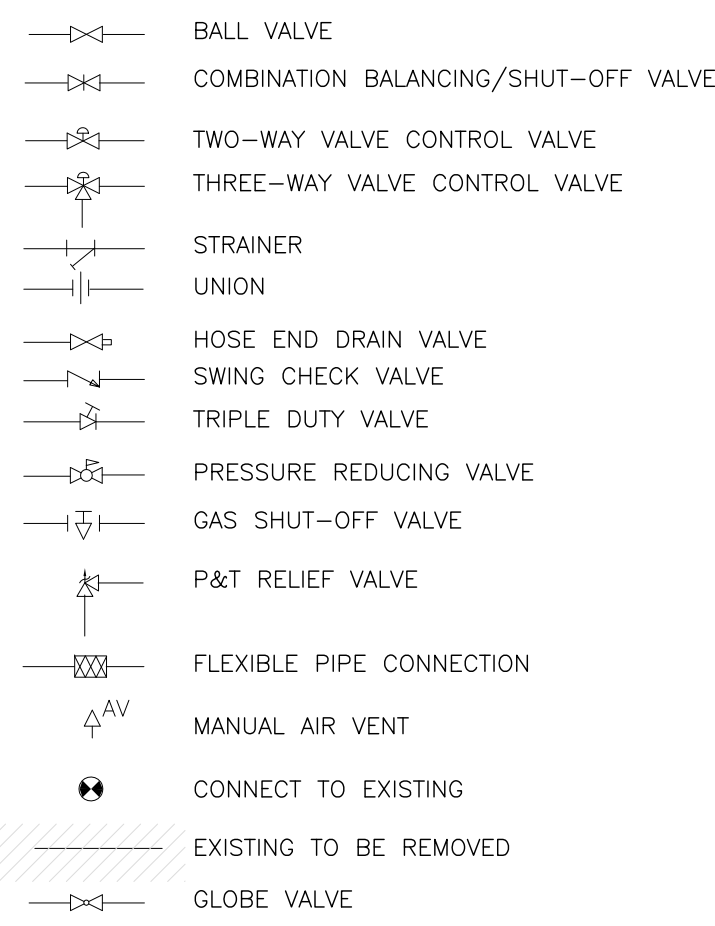 BALL VALVE
COMBINATION BALANCING/SHUT-OFF VALVE
TWO-WAY VALVE CONTROL VALVE
THREE-WAY VALVE CONTROL VALVE
STRAINER
UNION
HOSE END DRAIN VALVE
SWING CHECK VALVE
TRIPLE DUTY VALVE
PRESSURE REDUCING VALVE
GAS SHUT-OFF VALVE
P&T RELIEF VALVE
FLEXIBLE PIPE CONNECTION
AV
MANUAL AIR VENT
CONNECT TO EXISTING
EXISTING TO BE REMOVED
GLOBE VALVE